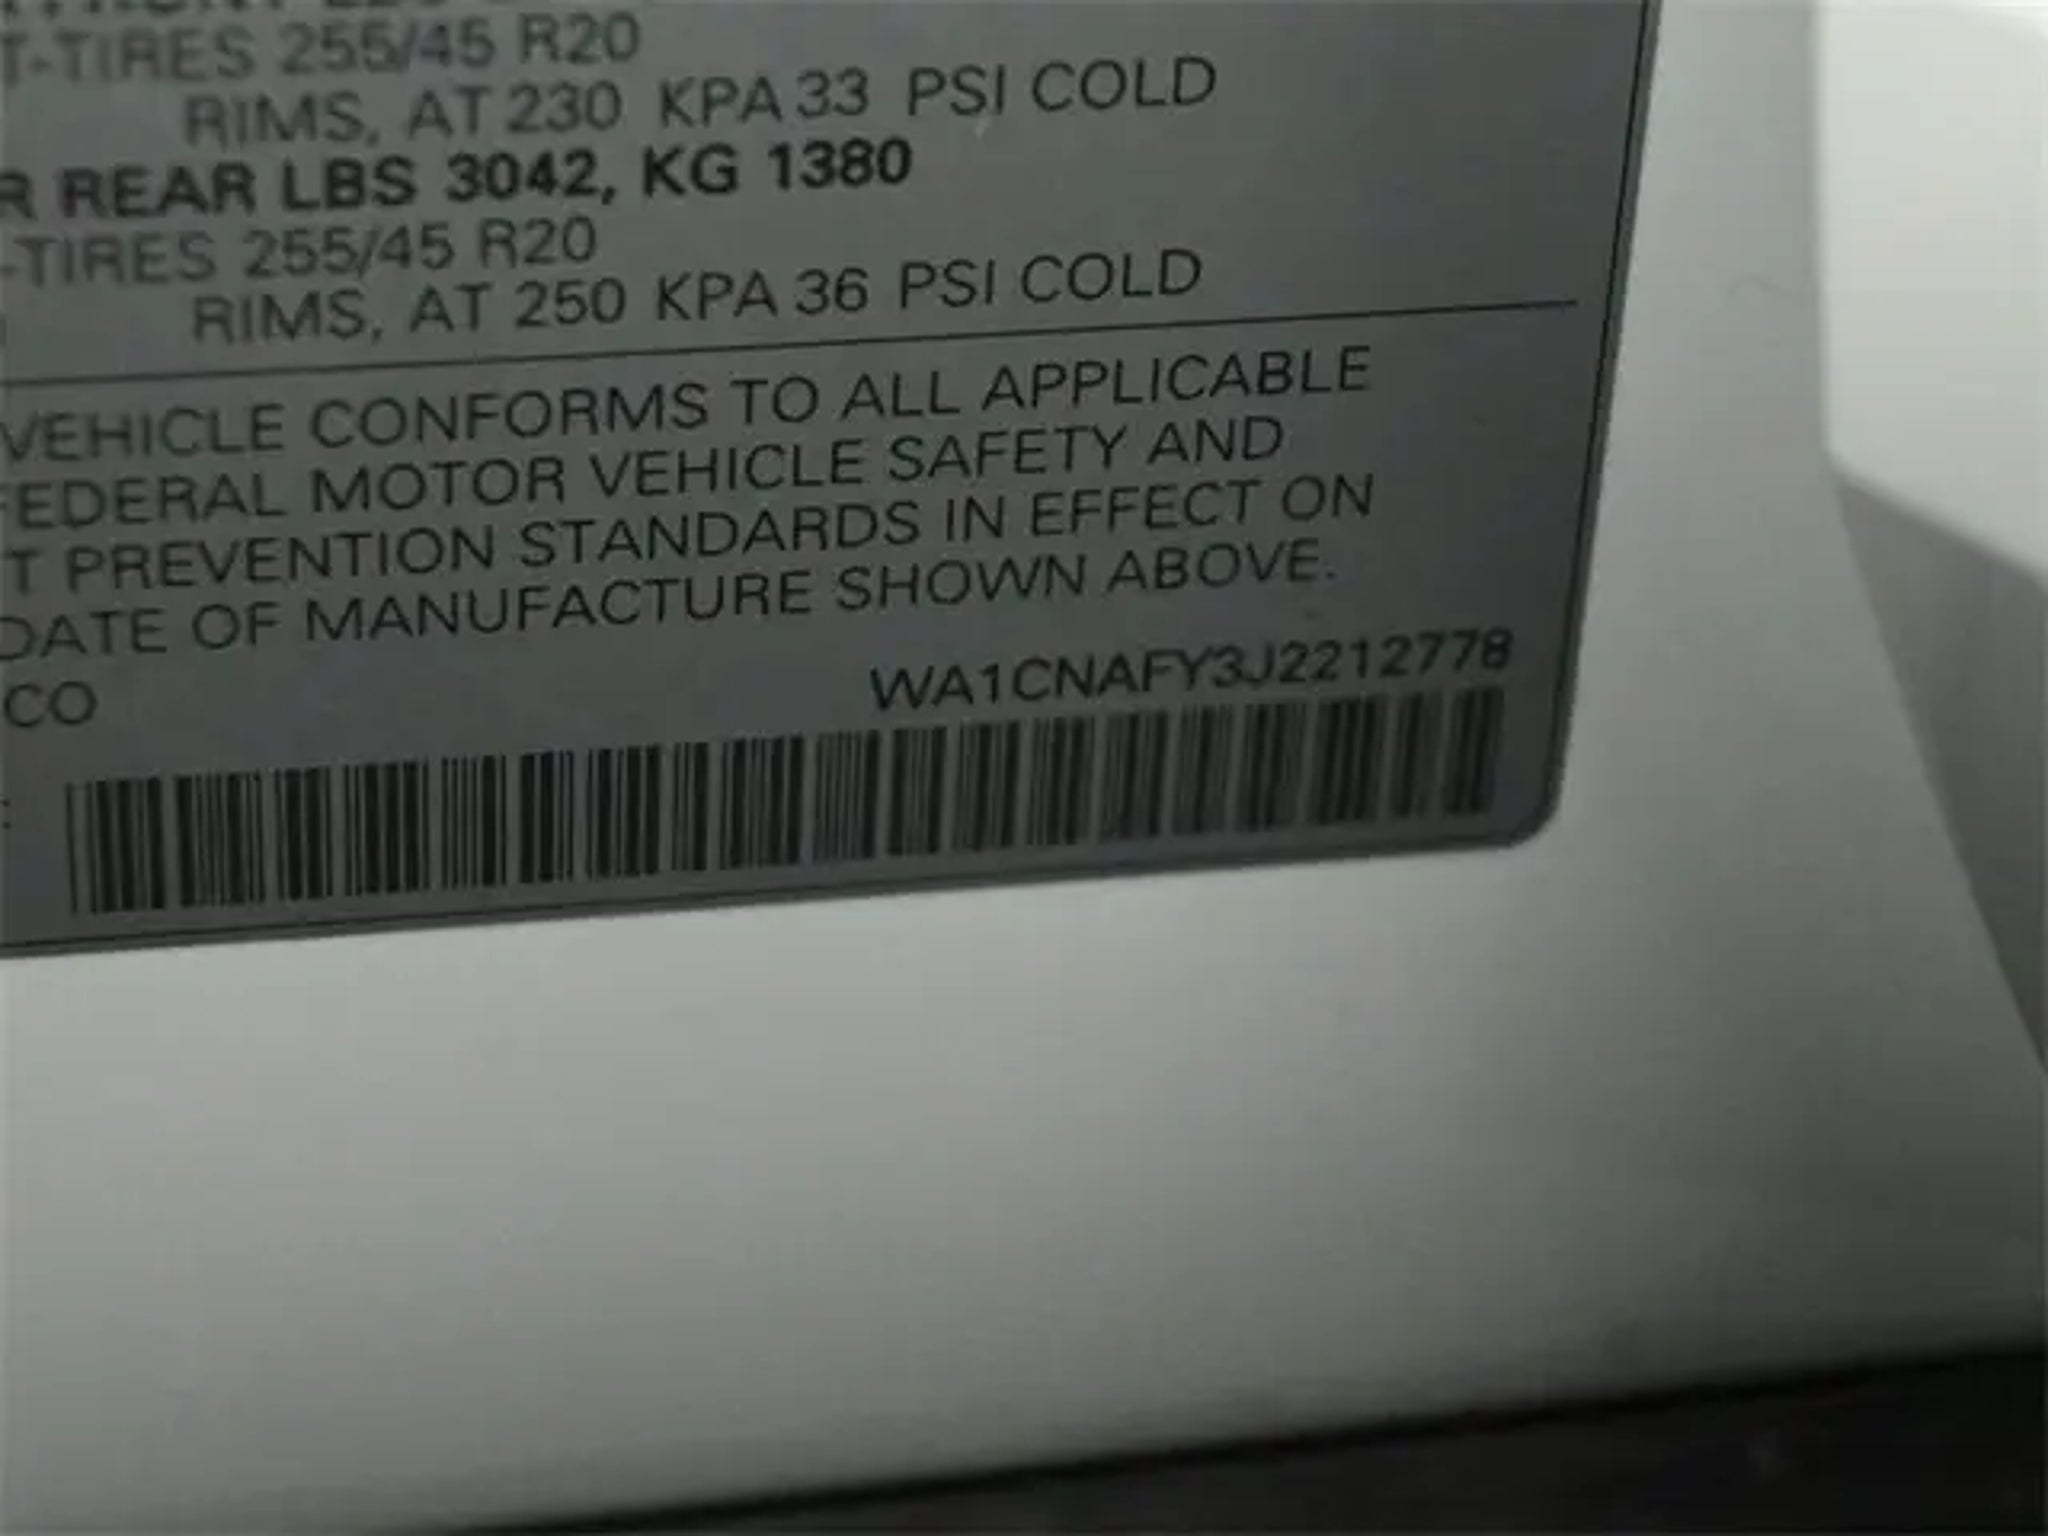 T-TIRES 255/45 R20
RIMS, AT 230 KPA 33 PSI COLD
R REAR LBS 3042, KG 1380
-TIRES 255/45 R20
RIMS, AT 250 KPA 36 PSI COLD
VEHICLE CONFORMS TO ALL APPLICABLE
FEDERAL MOTOR VEHICLE SAFETY AND
T PREVENTION STANDARDS IN EFFECT ON
DATE OF MANUFACTURE SHOWN ABOVE.
CO
WA1CNAFY3J2212778